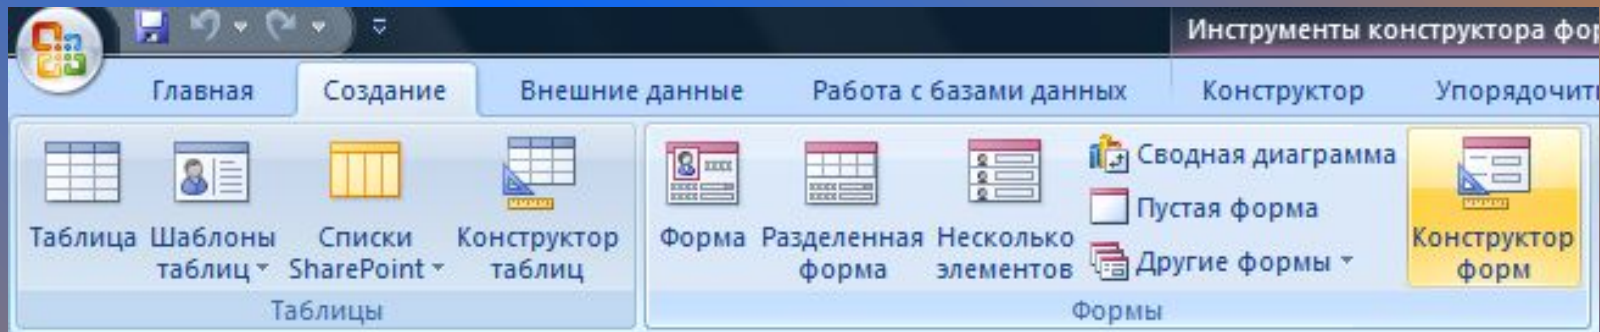 Инструменты конструктора фор
Главная Создание Внешние данные Работа с базами данных Конструктор Упорядочит
Таблица
Шаблоны
таблиц
Списки
SharePoint
Конструктор
таблиц
Таблицы
Форма
Разделенная
форма
Несколько
элементов
Сводная диаграмма
Пустая форма
Другие формы
Конструктор
форм
Формы